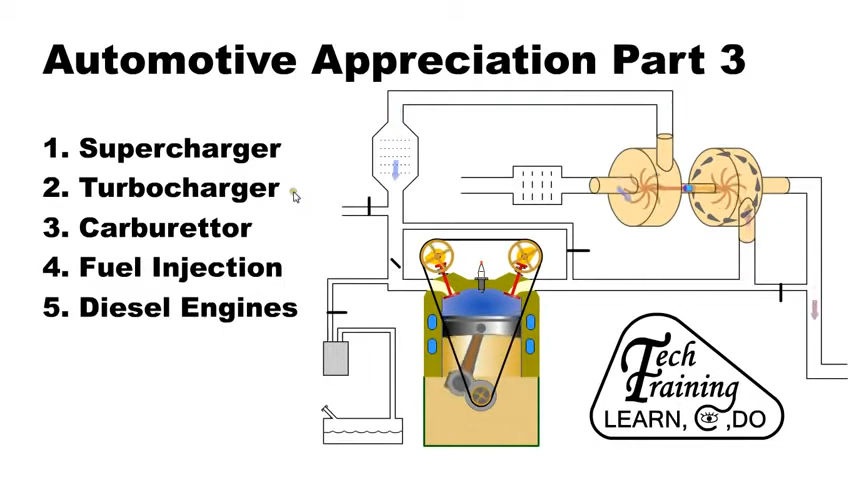 Automotive Appreciation Part 3
1. Supercharger
2. Turbocharger
3. Carburettor
4. Fuel Injection
5. Diesel Engines
Tech
Training
LEARN, C, DO